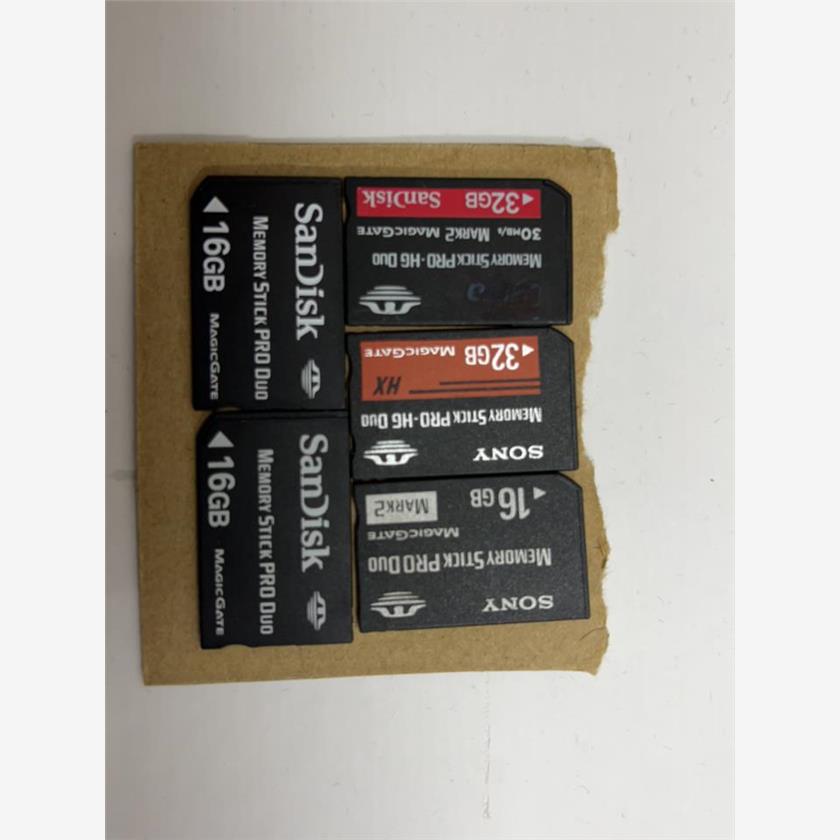 SanDisk
MEMORY STICK PRO DUO
16GB MAGICGATE
SanDisk
MEMORY STICK PRO DUO
16GB MAGICGATE
32GB SanDisk
30MB/s MARK2 MAGICGATE
MEMORY STICK PRO-HG DUO
32GB MAGICGATE
HX
MEMORY STICK PRO-HG DUO
SONY
16GB MARK2
MAGICGATE
MEMORY STICK PRO DUO
SONY